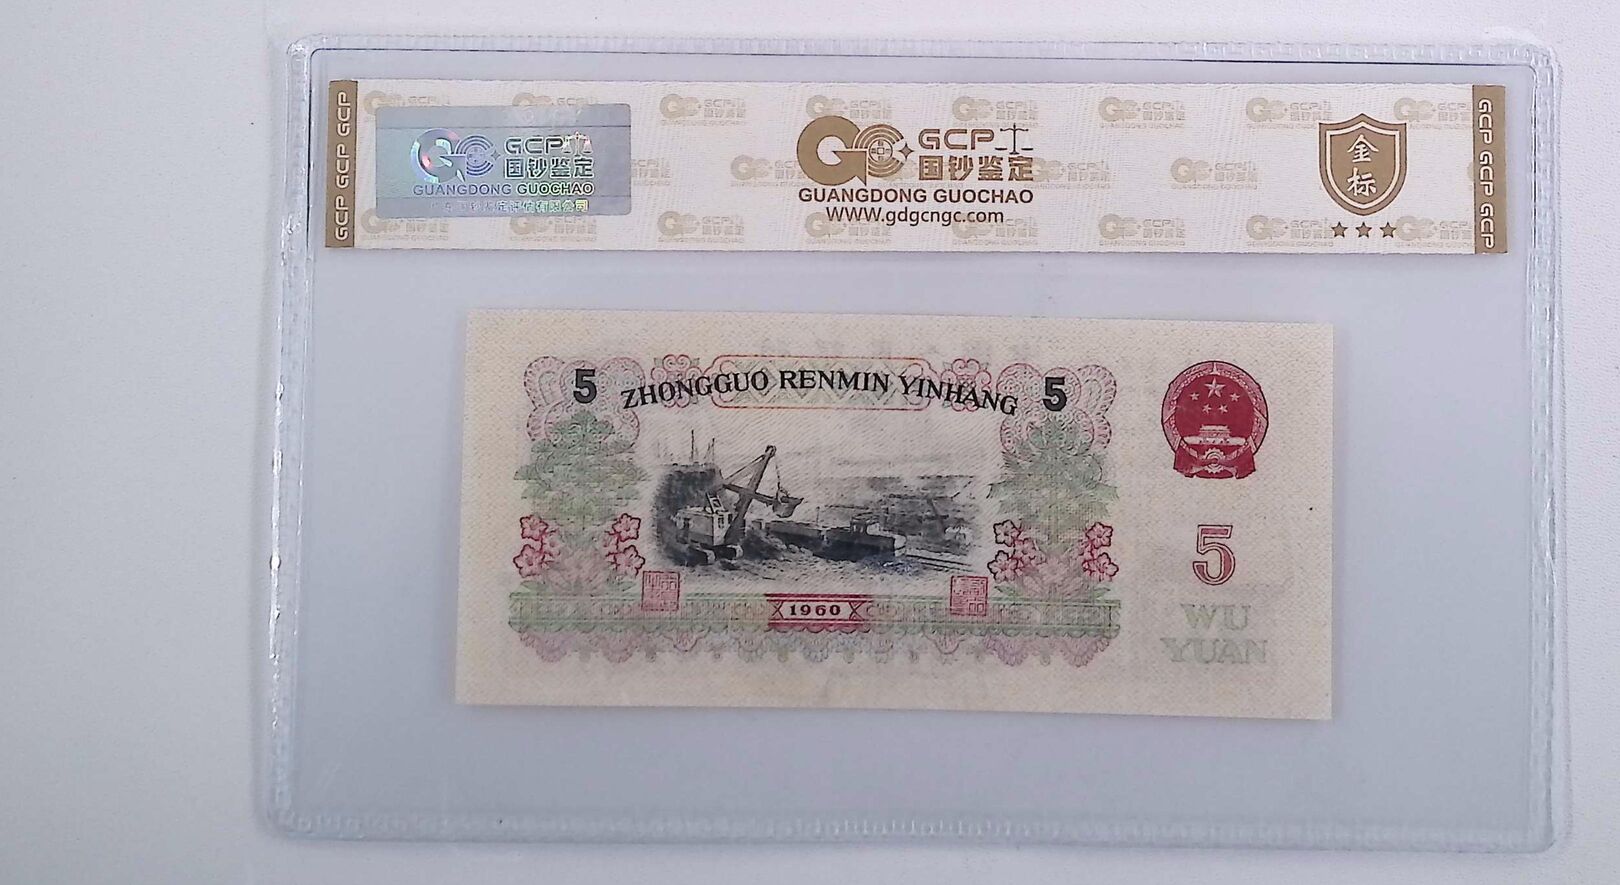 GCP GCP GCP
GCP
国钞鉴定
GUANGDONG GUOCHAO
GCP
国钞鉴定
GUANGDONG GUOCHAO
WWW.gdgcngc.com
金标
GCP GCP GCP
5 ZHONGGUO RENMIN YINHANG 5
1960
5
WU
YUAN